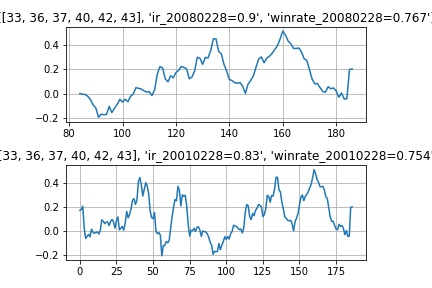 [33, 36, 37, 40, 42, 43], 'ir_20080228=0.9', 'winrate_20080228=0.767'
0.4
0.2
0.0
−0.2
80 100 120 140 160 180
[33, 36, 37, 40, 42, 43], 'ir_20010228=0.83', 'winrate_20010228=0.754'
0.4
0.2
0.0
−0.2
0 25 50 75 100 125 150 175